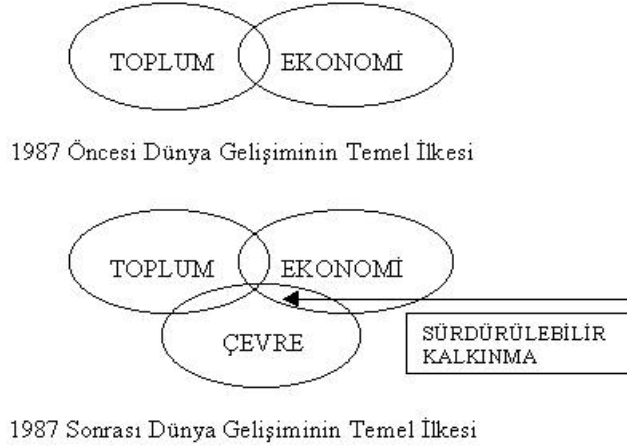 TOPLUM EKONOMİ
1987 Öncesi Dünya Gelişiminin Temel İlkesi
TOPLUM EKONOMİ
ÇEVRE
SÜRDÜRÜLEBİLİR
KALKINMA
1987 Sonrası Dünya Gelişiminin Temel İlkesi